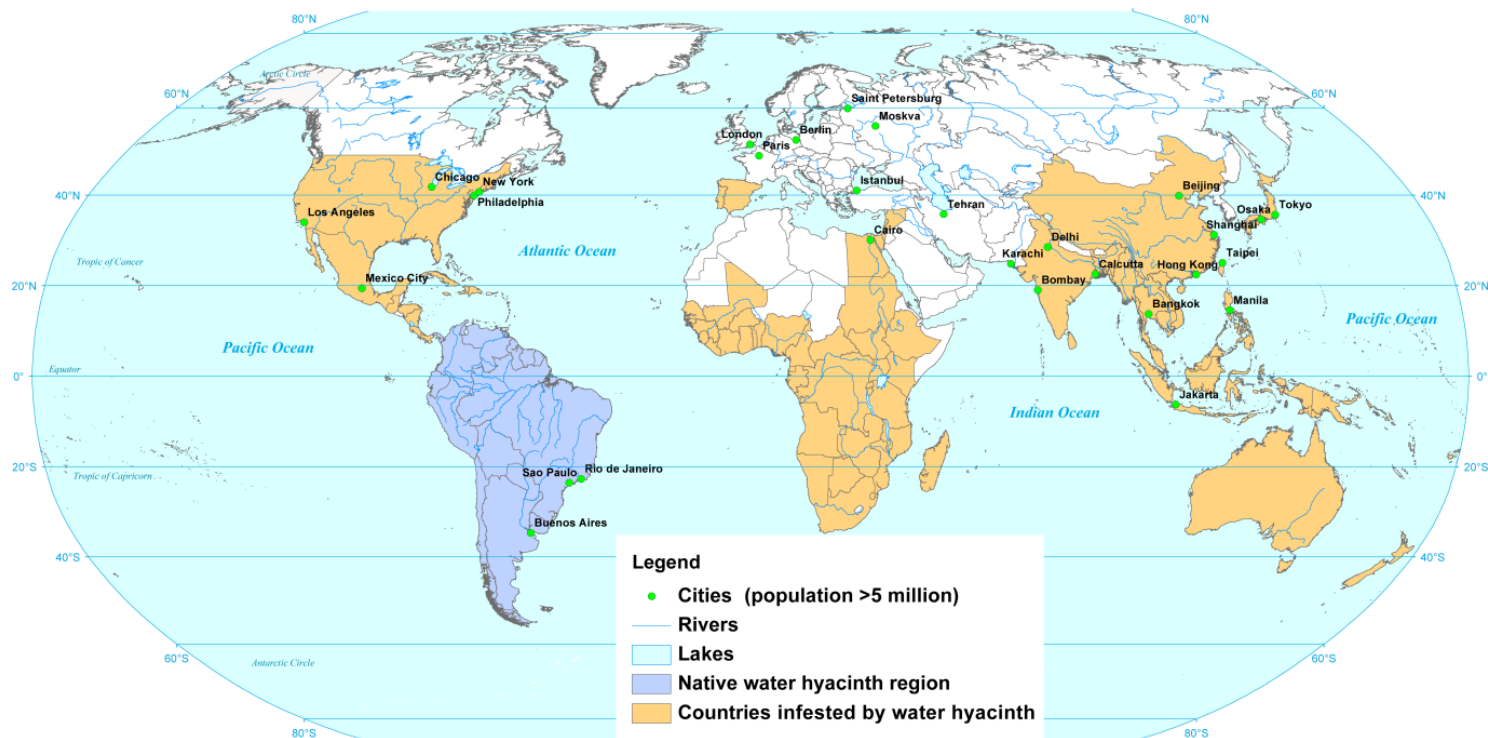 80°N 80°N
Arctic Circle
60°N 60°N
Saint Petersburg
Moskva
London Berlin
Paris
Chicago New York Istanbul Beijing
40°N 40°N
Philadelphia Tehran Osaka Tokyo
Los Angeles Shanghai
Cairo Delhi
Atlantic Ocean Karachi Taipei
Tropic of Cancer Calcutta Hong Kong
Mexico City Bombay
20°N 20°N
Bangkok Manila
Pacific Ocean
Pacific Ocean
Equator
0° 0°
Jakarta
Indian Ocean
20°S 20°S
Tropic of Capricorn Sao Paulo Rio de Janeiro
Buenos Aires
40°S 40°S
Legend
Cities (population >5 million)
Rivers
60°S Lakes 60°S
Antarctic Circle
Native water hyacinth region
Countries infested by water hyacinth
80°S 80°S